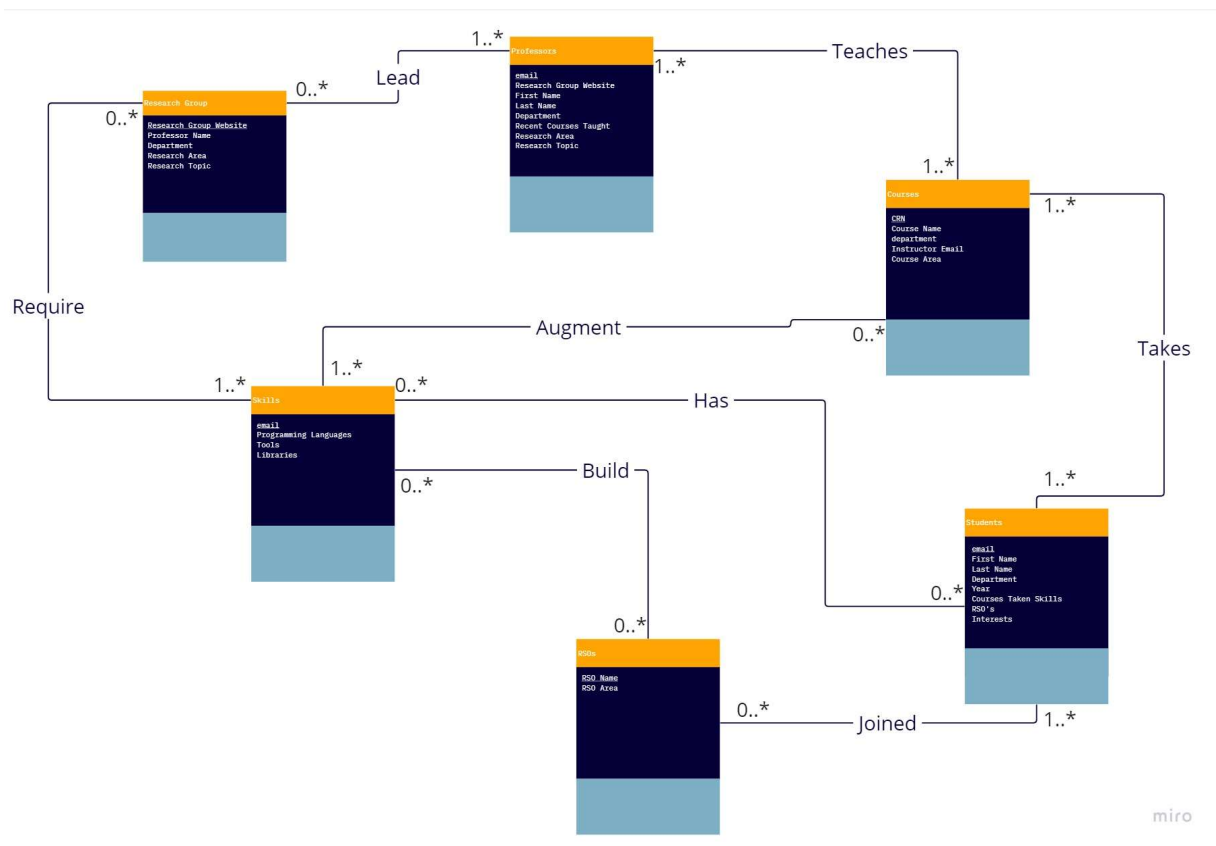 1..*
Professors
1..*
Teaches
email
Research Group Website
First Name
Last Name
Department
Recent Courses Taught
Research Area
Research Topic
Lead
0..*
Research Group
0..*
Research Group Website
Professor Name
Department
Research Area
Research Topic
1..*
Courses
1..*
CRN
Course Name
department
Instructor Email
Course Area
0..*
Require
Augment
Takes
1..*
1..*
0..*
Skills
email
Programming Languages
Tools
Libraries
Has
0..*
Build
1..*
Students
email
First Name
Last Name
Department
Year
Courses Taken Skills
RSO's
Interests
0..*
0..*
RSOs
RSO Name
RSO Area
0..*
Joined
1..*
miro